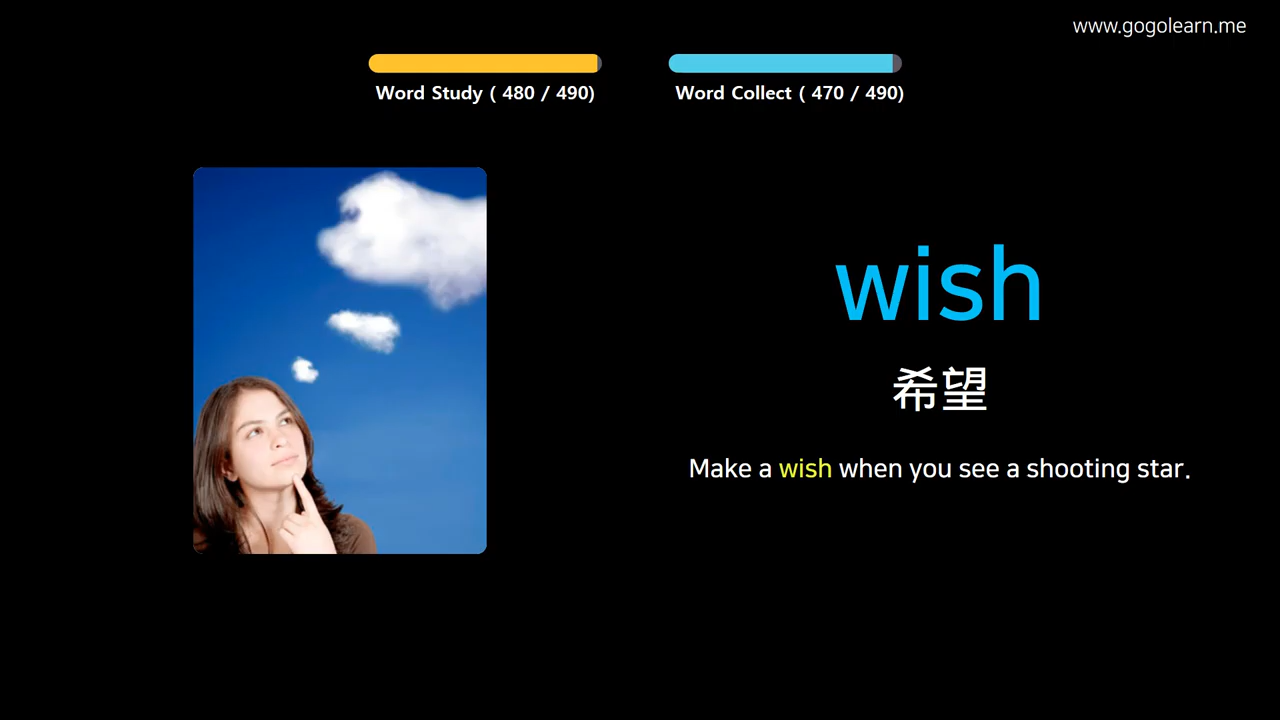 www.gogolearn.me
Word Study ( 480 / 490)
Word Collect ( 470 / 490)
wish
希望
Make a wish when you see a shooting star.